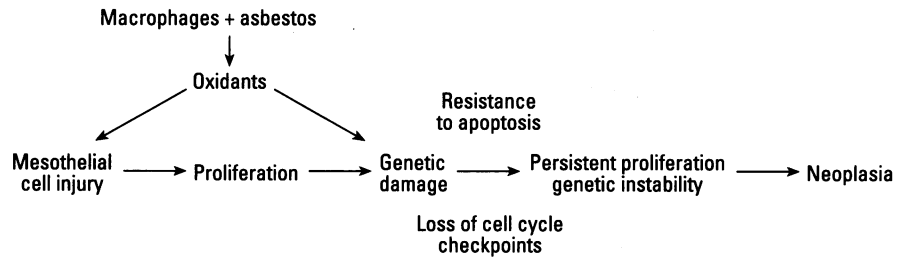 Macrophages + asbestos
Oxidants
Resistance
to apoptosis
Mesothelial
cell injury
Proliferation
Genetic
damage
Persistent proliferation
genetic instability
Neoplasia
Loss of cell cycle
checkpoints